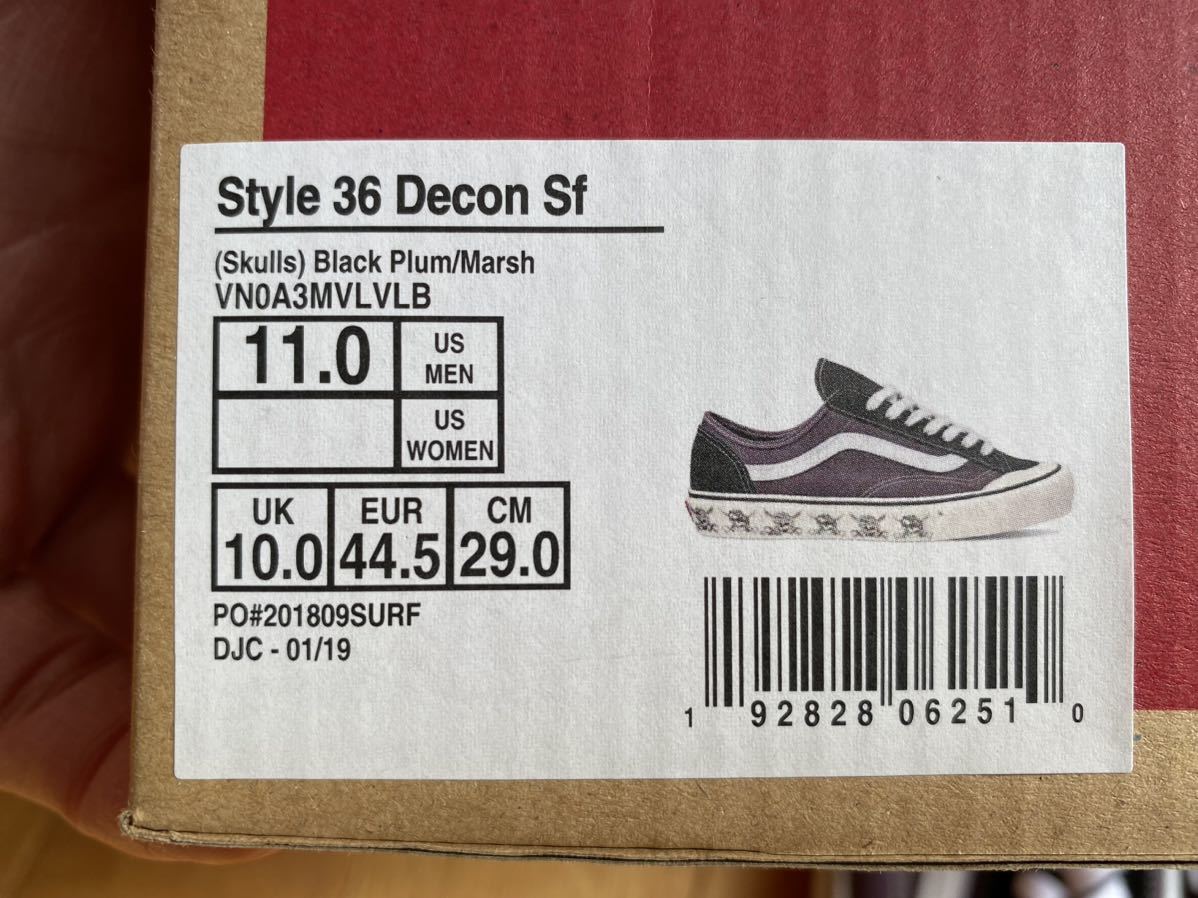 Style 36 Decon Sf
(Skulls) Black Plum/Marsh
VN0A3MVLVLB
11.0 US MEN
US WOMEN
UK EUR CM
10.0 44.5 29.0
PO#201809SURF
DJC - 01/19
1 92828 06251 0